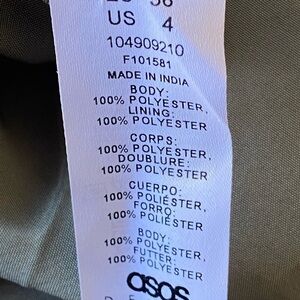 36
US 4
104909210
F101581
MADE IN INDIA
BODY:
100% POLYESTER,
LINING:
100% POLYESTER
CORPS:
100% POLYESTER,
DOUBLURE:
100% POLYESTER
CUERPO:
100% POLIÉSTER,
FORRO:
100% POLIÉSTER
BODY:
100% POLYESTER,
FUTTER:
100% POLYESTER
asos